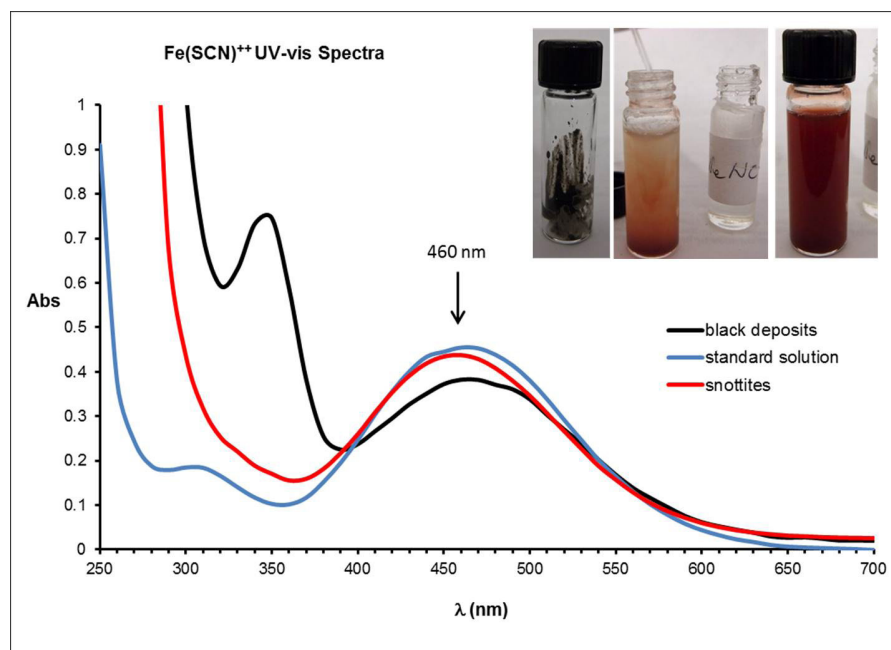 Fe(SCN)⁺⁺ UV-vis Spectra
1
0.9
0.8
0.7
0.6
0.5
0.4
0.3
0.2
0.1
0
Abs
460 nm
black deposits
standard solution
snottites
250 300 350 400 450 500 550 600 650 700
λ (nm)